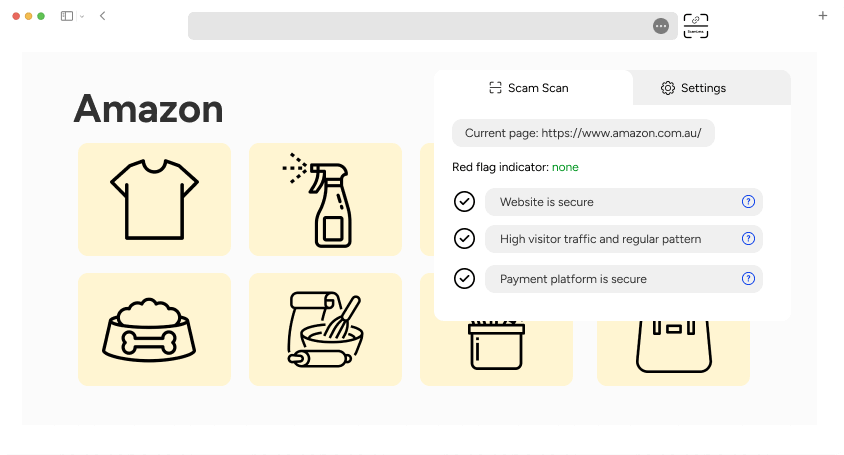 Amazon
Scam Scan
Settings
Current page: https://www.amazon.com.au/
Red flag indicator: none
Website is secure
?
High visitor traffic and regular pattern
?
Payment platform is secure
?